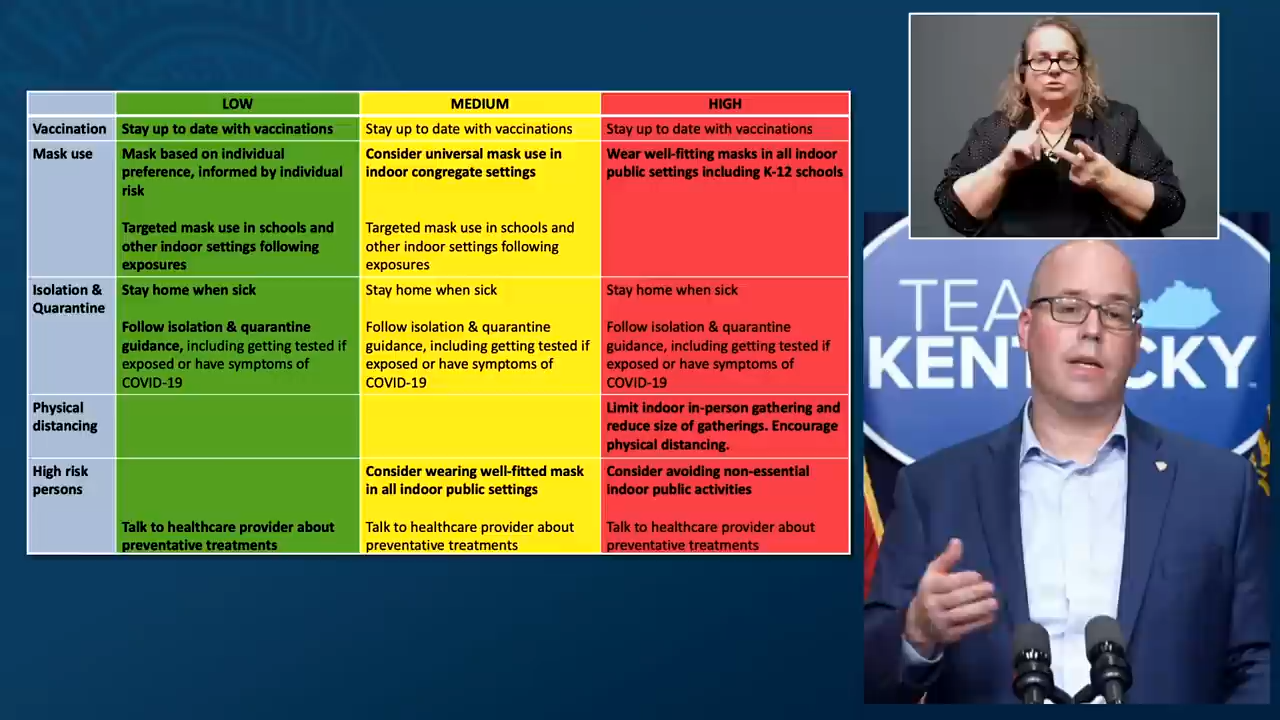 LOW MEDIUM HIGH
Vaccination Stay up to date with vaccinations Stay up to date with vaccinations Stay up to date with vaccinations
Mask use
Mask based on individual
preference, informed by individual
risk
Targeted mask use in schools and
other indoor settings following
exposures
Consider universal mask use in
indoor congregate settings
Targeted mask use in schools and
other indoor settings following
exposures
Wear well-fitting masks in all indoor
public settings including K-12 schools
Isolation &
Quarantine
Stay home when sick
Follow isolation & quarantine
guidance, including getting tested if
exposed or have symptoms of
COVID-19
Stay home when sick
Follow isolation & quarantine
guidance, including getting tested if
exposed or have symptoms of
COVID-19
Stay home when sick
Follow isolation & quarantine
guidance, including getting tested if
exposed or have symptoms of
COVID-19
Physical
distancing
Limit indoor in-person gathering and
reduce size of gatherings. Encourage
physical distancing.
High risk
persons
Talk to healthcare provider about
preventative treatments
Consider wearing well-fitted mask
in all indoor public settings
Talk to healthcare provider about
preventative treatments
Consider avoiding non-essential
indoor public activities
Talk to healthcare provider about
preventative treatments
TEA
KENTUCKY